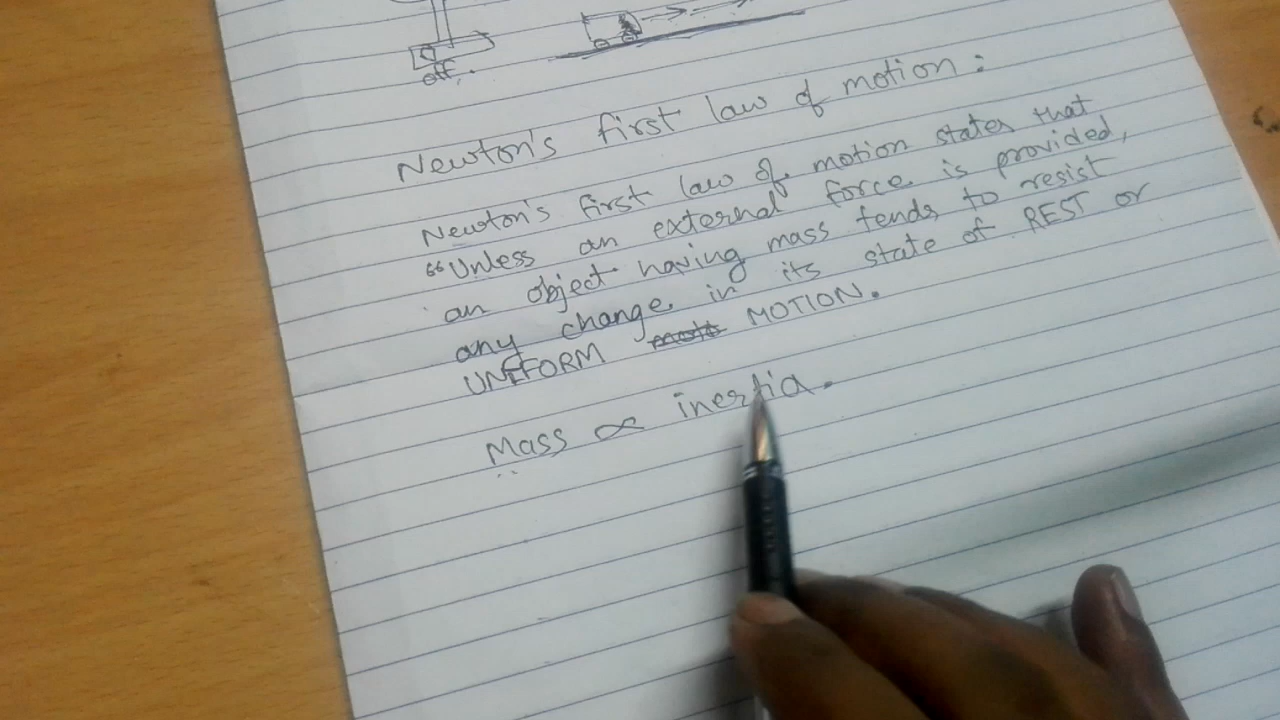 off.
Newton's first law of motion :
Newton's first law of motion states that
“Unless an external force is provided,
an object having mass tends to resist
any change in its state of REST or
UNIFORM MOTION.
Mass ∝ inertia.